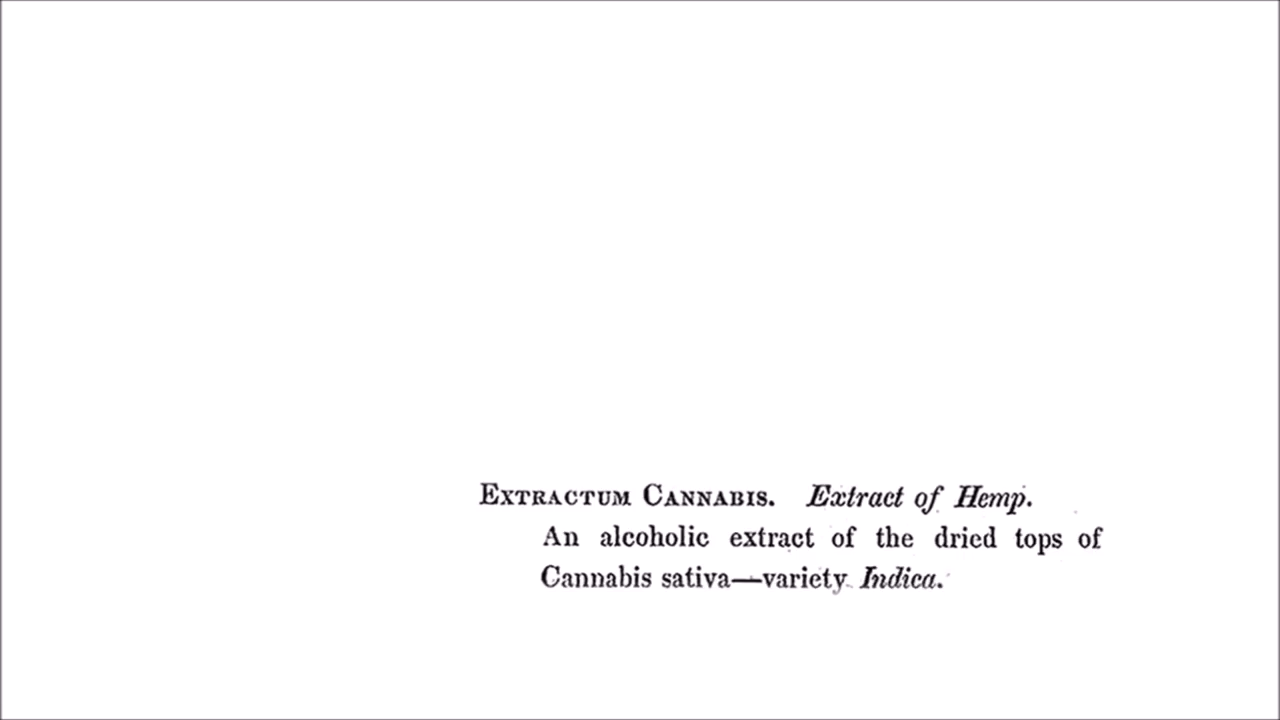 EXTRACTUM CANNABIS. Extract of Hemp.
An alcoholic extract of the dried tops of
Cannabis sativa—variety Indica.